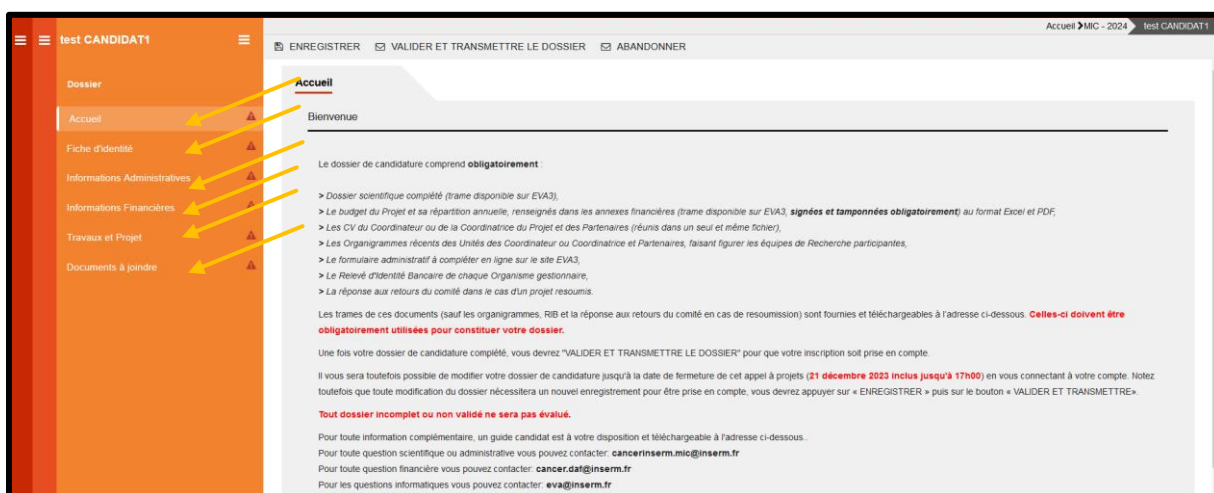 Accueil ❯MIC - 2024 test CANDIDAT1
test CANDIDAT1
ENREGISTRER VALIDER ET TRANSMETTRE LE DOSSIER ABANDONNER
Dossier
Accueil
Fiche d'identité
Informations Administratives
Informations Financières
Travaux et Projet
Documents à joindre
Accueil
Bienvenue
Le dossier de candidature comprend obligatoirement :
> Dossier scientifique complété (trame disponible sur EVA3),
> Le budget du Projet et sa répartition annuelle, renseignés dans les annexes financières (trame disponible sur EVA3, signées et tamponnées obligatoirement) au format Excel et PDF,
> Les CV du Coordinateur ou de la Coordinatrice du Projet et des Partenaires (réunis dans un seul et même fichier),
> Les Organigrammes récents des Unités des Coordinateur ou Coordinatrice et Partenaires, faisant figurer les équipes de Recherche participantes,
> Le formulaire administratif à compléter en ligne sur le site EVA3,
> Le Relevé d'Identité Bancaire de chaque Organisme gestionnaire,
> La réponse aux retours du comité dans le cas d'un projet resoumis.
Les trames de ces documents (sauf les organigrammes, RIB et la réponse aux retours du comité en cas de resoumission) sont fournies et téléchargeables à l'adresse ci-dessous. Celles-ci doivent être
obligatoirement utilisées pour constituer votre dossier.
Une fois votre dossier de candidature complété, vous devrez "VALIDER ET TRANSMETTRE LE DOSSIER" pour que votre inscription soit prise en compte.
Il vous sera toutefois possible de modifier votre dossier de candidature jusqu'à la date de fermeture de cet appel à projets (21 décembre 2023 inclus jusqu'à 17h00) en vous connectant à votre compte. Notez
toutefois que toute modification du dossier nécessitera un nouvel enregistrement pour être prise en compte, vous devrez appuyer sur « ENREGISTRER » puis sur le bouton « VALIDER ET TRANSMETTRE».
Tout dossier incomplet ou non validé ne sera pas évalué.
Pour toute information complémentaire, un guide candidat est à votre disposition et téléchargeable à l'adresse ci-dessous..
Pour toute question scientifique ou administrative vous pouvez contacter: cancerinserm.mic@inserm.fr
Pour toute question financière vous pouvez contacter: cancer.daf@inserm.fr
Pour les questions informatiques vous pouvez contacter: eva@inserm.fr